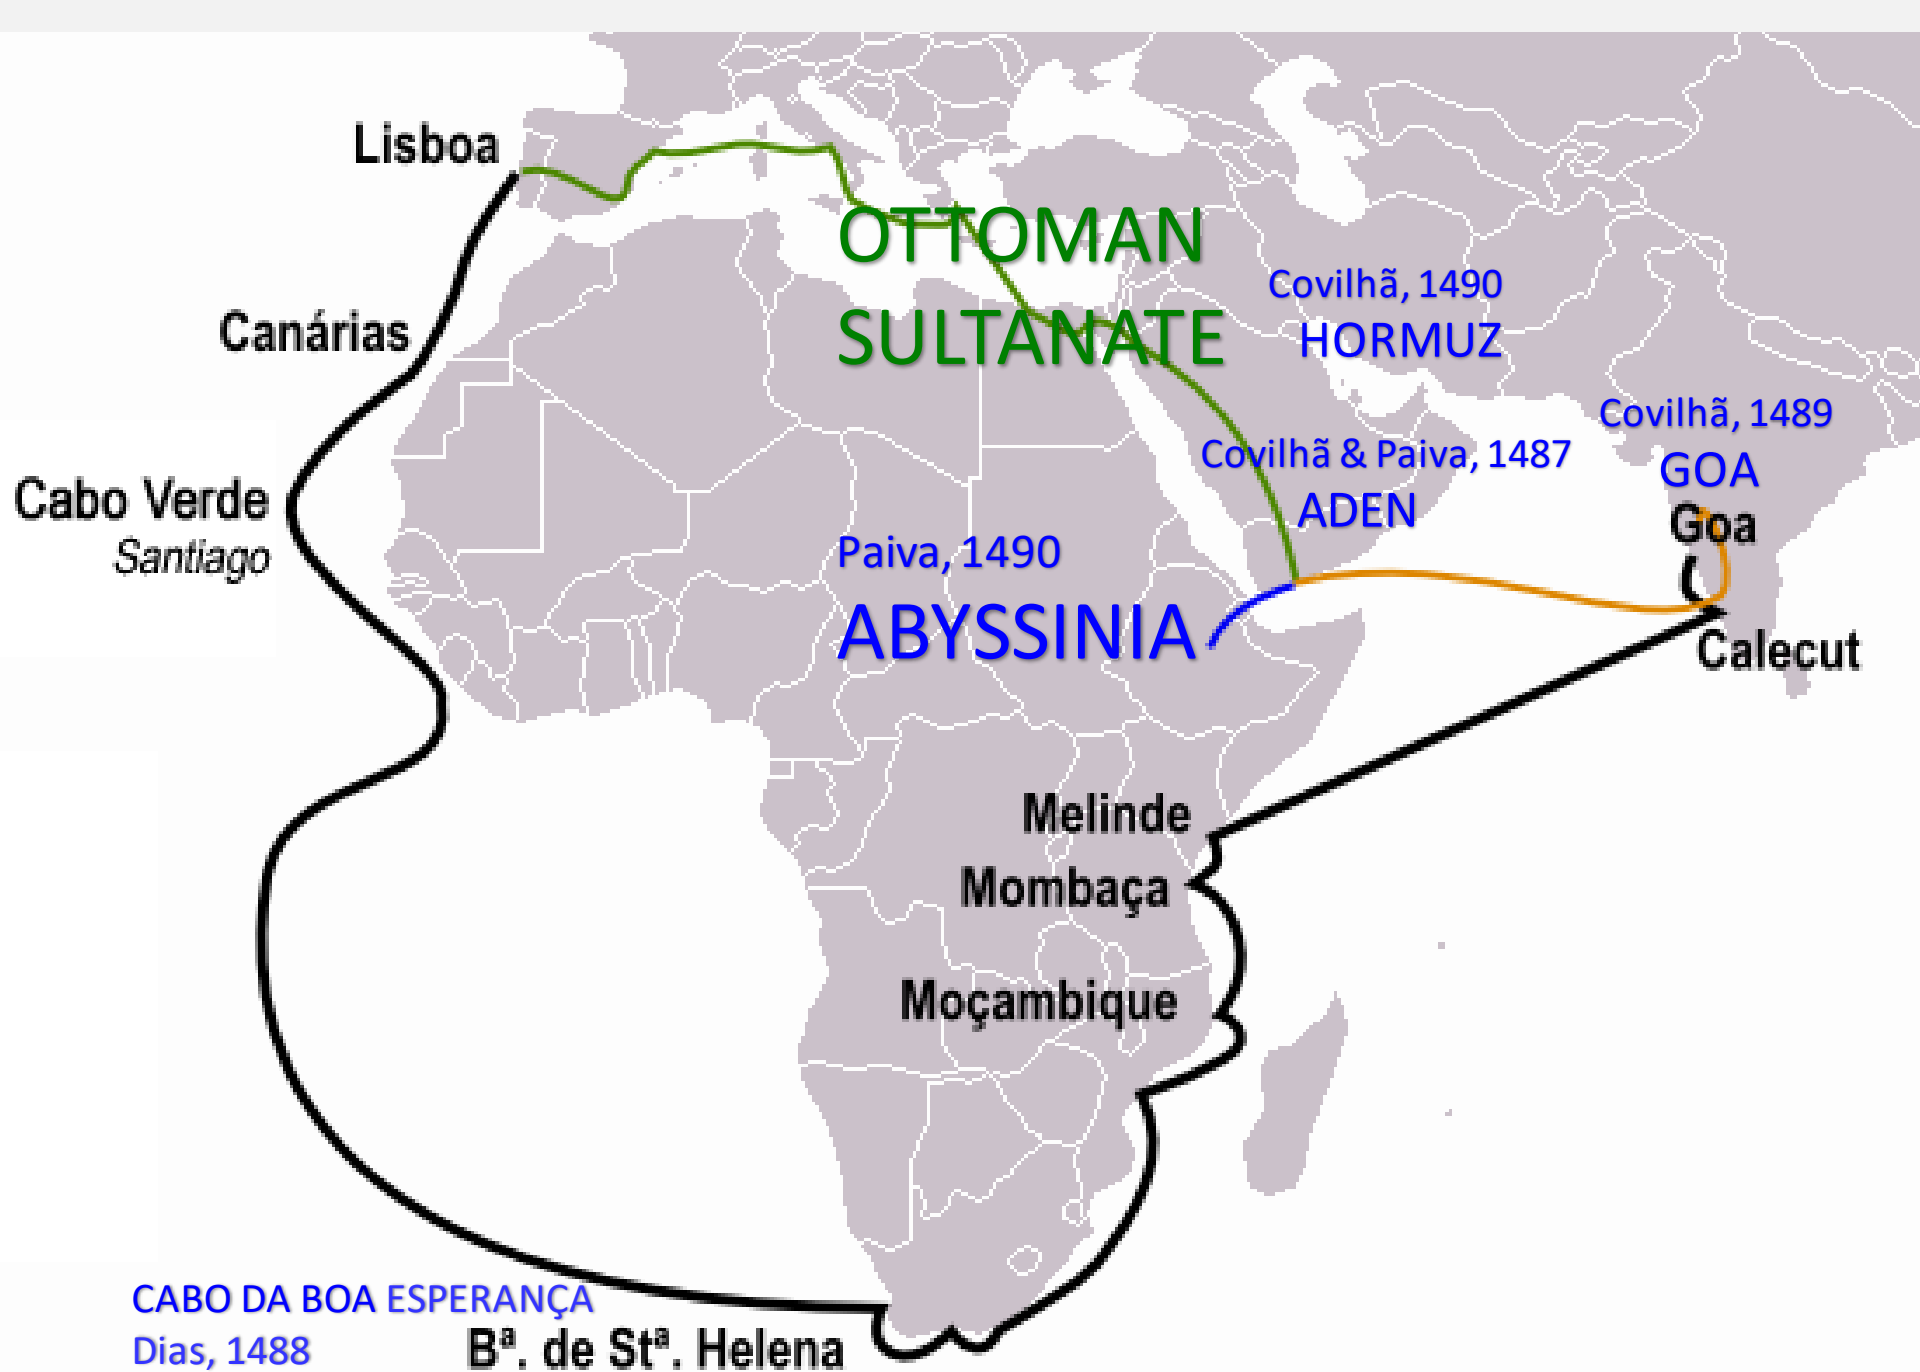 Lisboa
OTTOMAN
SULTANATE
Canárias
Covilhã, 1490
HORMUZ
Covilhã, 1489
GOA
Goa
Covilhã & Paiva, 1487
ADEN
Cabo Verde
Santiago
Paiva, 1490
ABYSSINIA
Calecut
Melinde
Mombaça
Moçambique
CABO DA BOA ESPERANÇA
Dias, 1488
Bª. de Stª. Helena